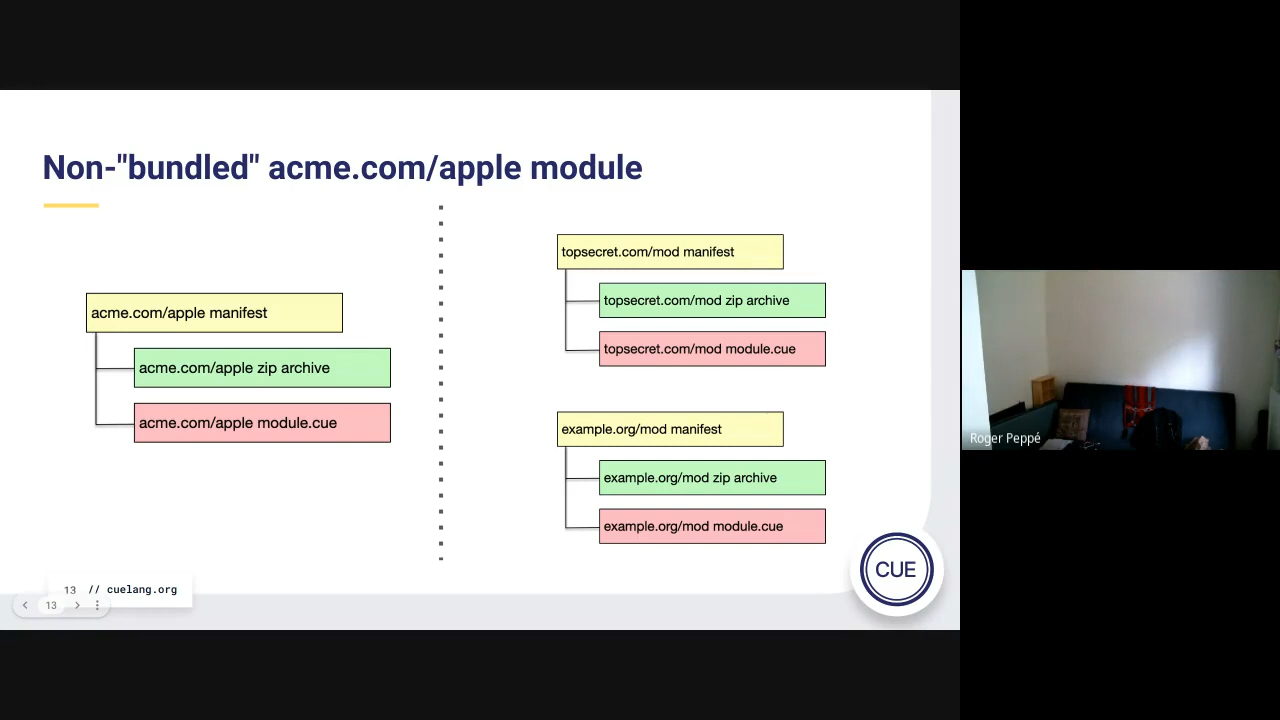 Non-"bundled" acme.com/apple module
acme.com/apple manifest
acme.com/apple zip archive
acme.com/apple module.cue
topsecret.com/mod manifest
topsecret.com/mod zip archive
topsecret.com/mod module.cue
example.org/mod manifest
example.org/mod zip archive
example.org/mod module.cue
CUE
13 // cuelang.org
13
Roger Peppé